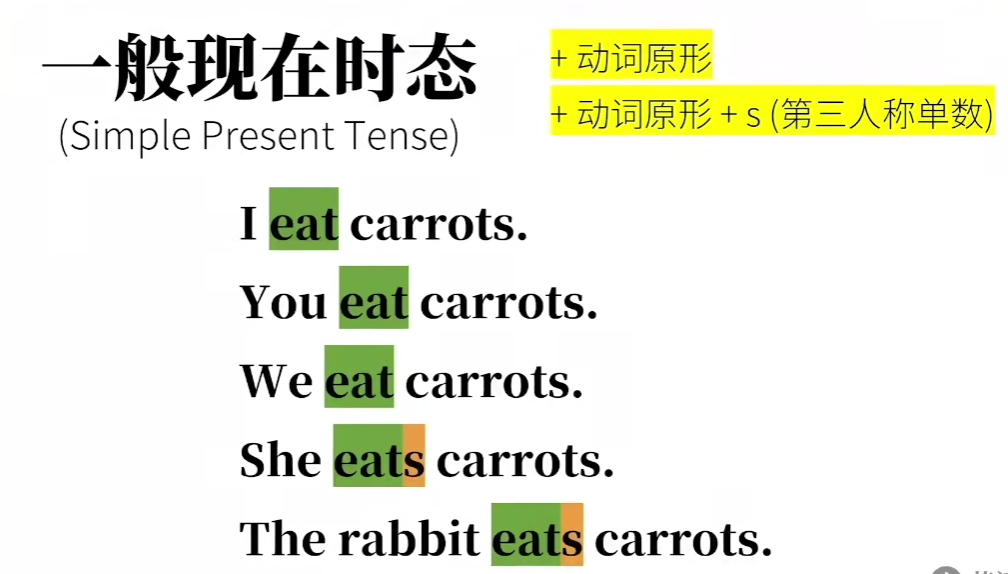 一般现在时态
(Simple Present Tense)
+ 动词原形
+ 动词原形 + s (第三人称单数)
I eat carrots.
You eat carrots.
We eat carrots.
She eats carrots.
The rabbit eats carrots.